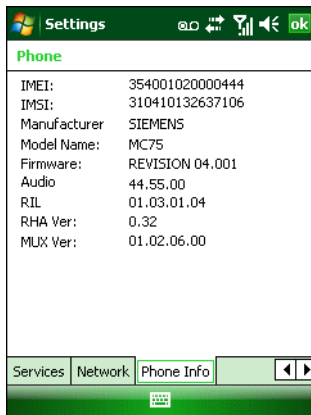 Settings ok
Phone
IMEI: 354001020000444
IMSI: 310410132637106
Manufacturer SIEMENS
Model Name: MC75
Firmware: REVISION 04.001
Audio 44.55.00
RIL 01.03.01.04
RHA Ver: 0.32
MUX Ver: 01.02.06.00
Services Network Phone Info